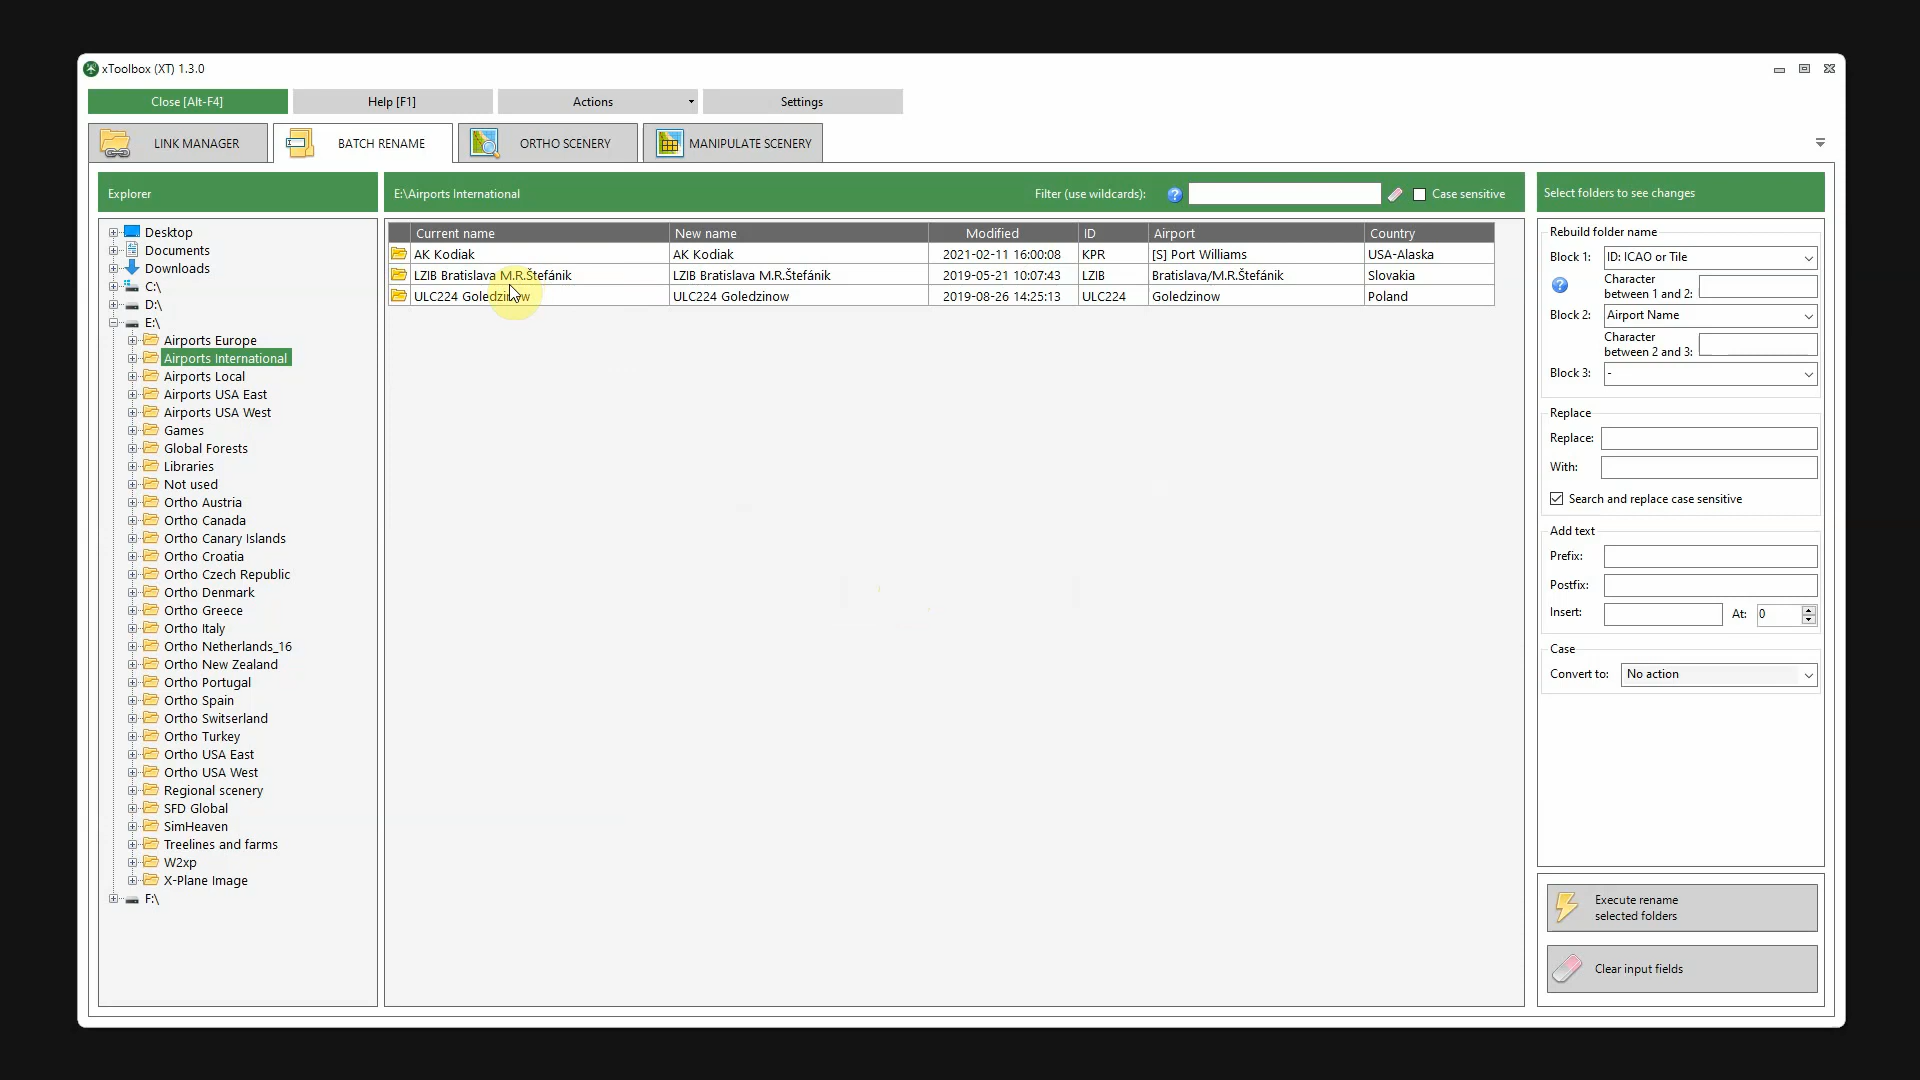 xToolbox (XT) 1.3.0
Close [Alt-F4]
Help [F1]
Actions
Settings
LINK MANAGER
BATCH RENAME
ORTHO SCENERY
MANIPULATE SCENERY
Explorer
E:\Airports International
Filter (use wildcards):
Case sensitive
Select folders to see changes
Desktop
Documents
Downloads
C:\
D:\
E:\
Airports Europe
Airports International
Airports Local
Airports USA East
Airports USA West
Games
Global Forests
Libraries
Not used
Ortho Austria
Ortho Canada
Ortho Canary Islands
Ortho Croatia
Ortho Czech Republic
Ortho Denmark
Ortho Greece
Ortho Italy
Ortho Netherlands_16
Ortho New Zealand
Ortho Portugal
Ortho Spain
Ortho Switserland
Ortho Turkey
Ortho USA East
Ortho USA West
Regional scenery
SFD Global
SimHeaven
Treelines and farms
W2xp
X-Plane Image
F:\
Current name New name Modified ID Airport Country
AK Kodiak AK Kodiak 2021-02-11 16:00:08 KPR [S] Port Williams USA-Alaska
LZIB Bratislava M.R.Štefánik LZIB Bratislava M.R.Štefánik 2019-05-21 10:07:43 LZIB Bratislava/M.R.Štefánik Slovakia
ULC224 Goledzinow ULC224 Goledzinow 2019-08-26 14:25:13 ULC224 Goledzinow Poland
Rebuild folder name
Block 1: ID: ICAO or Tile
Character
between 1 and 2:
Block 2: Airport Name
Character
between 2 and 3:
Block 3: -
Replace
Replace:
With:
Search and replace case sensitive
Add text
Prefix:
Postfix:
Insert: At: 0
Case
Convert to: No action
Execute rename
selected folders
Clear input fields